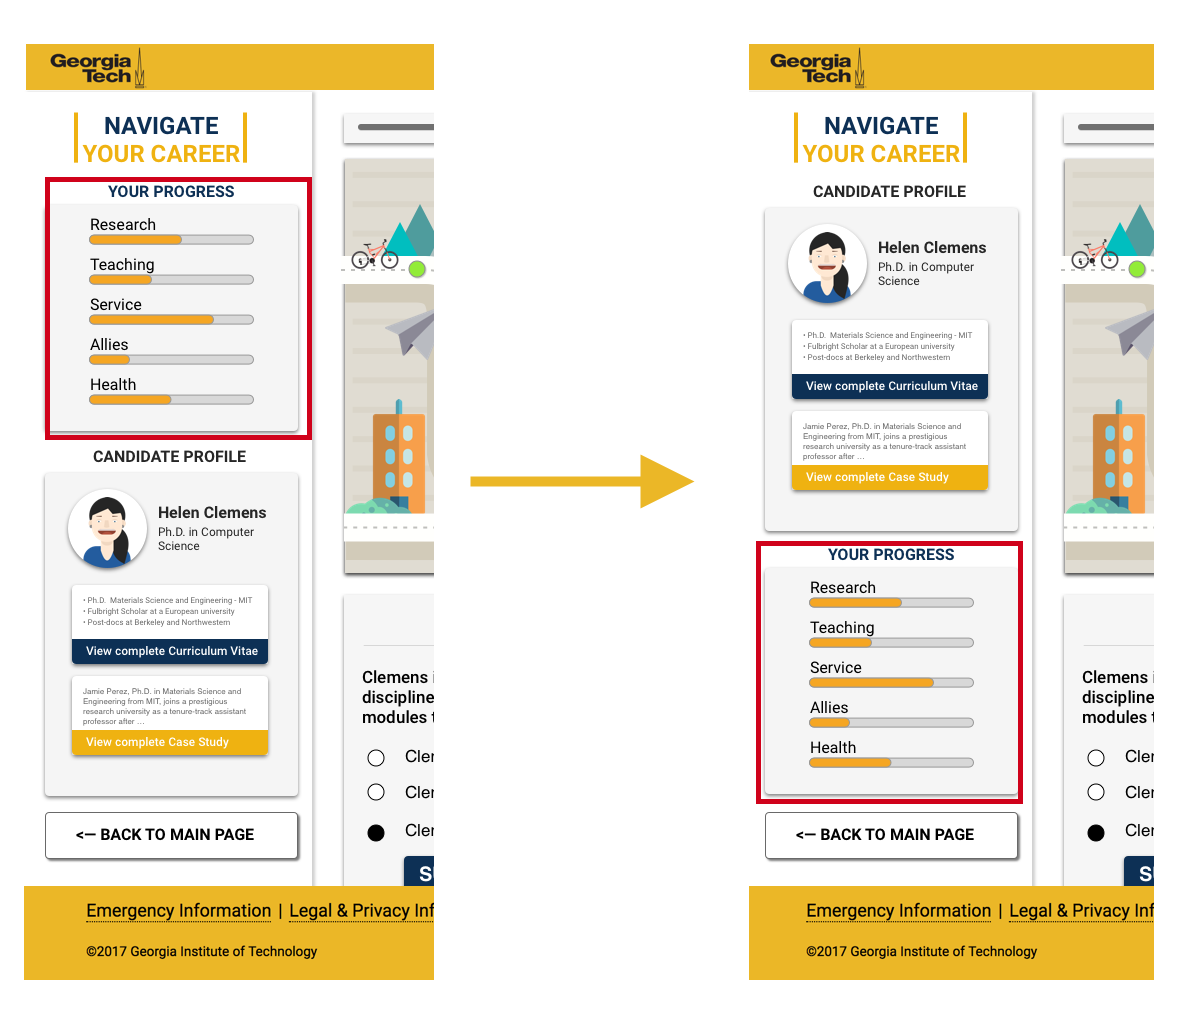 Georgia
Tech
NAVIGATE
YOUR CAREER
YOUR PROGRESS
Research
Teaching
Service
Allies
Health
CANDIDATE PROFILE
Helen Clemens
Ph.D. in Computer
Science
• Ph.D. Materials Science and Engineering - MIT
• Fulbright Scholar at a European university
• Post-docs at Berkeley and Northwestern
View complete Curriculum Vitae
Jamie Perez, Ph.D. in Materials Science and
Engineering from MIT, joins a prestigious
research university as a tenure-track assistant
professor after ...
View complete Case Study
<— BACK TO MAIN PAGE
Clemens i
discipline
modules t
Cler
Cler
Cler
S
Emergency Information | Legal & Privacy Inf
©2017 Georgia Institute of Technology
Georgia
Tech
NAVIGATE
YOUR CAREER
CANDIDATE PROFILE
Helen Clemens
Ph.D. in Computer
Science
• Ph.D. Materials Science and Engineering - MIT
• Fulbright Scholar at a European university
• Post-docs at Berkeley and Northwestern
View complete Curriculum Vitae
Jamie Perez, Ph.D. in Materials Science and
Engineering from MIT, joins a prestigious
research university as a tenure-track assistant
professor after ...
View complete Case Study
YOUR PROGRESS
Research
Teaching
Service
Allies
Health
<— BACK TO MAIN PAGE
Clemens i
discipline
modules t
Cler
Cler
Cler
S
Emergency Information | Legal & Privacy Inf
©2017 Georgia Institute of Technology